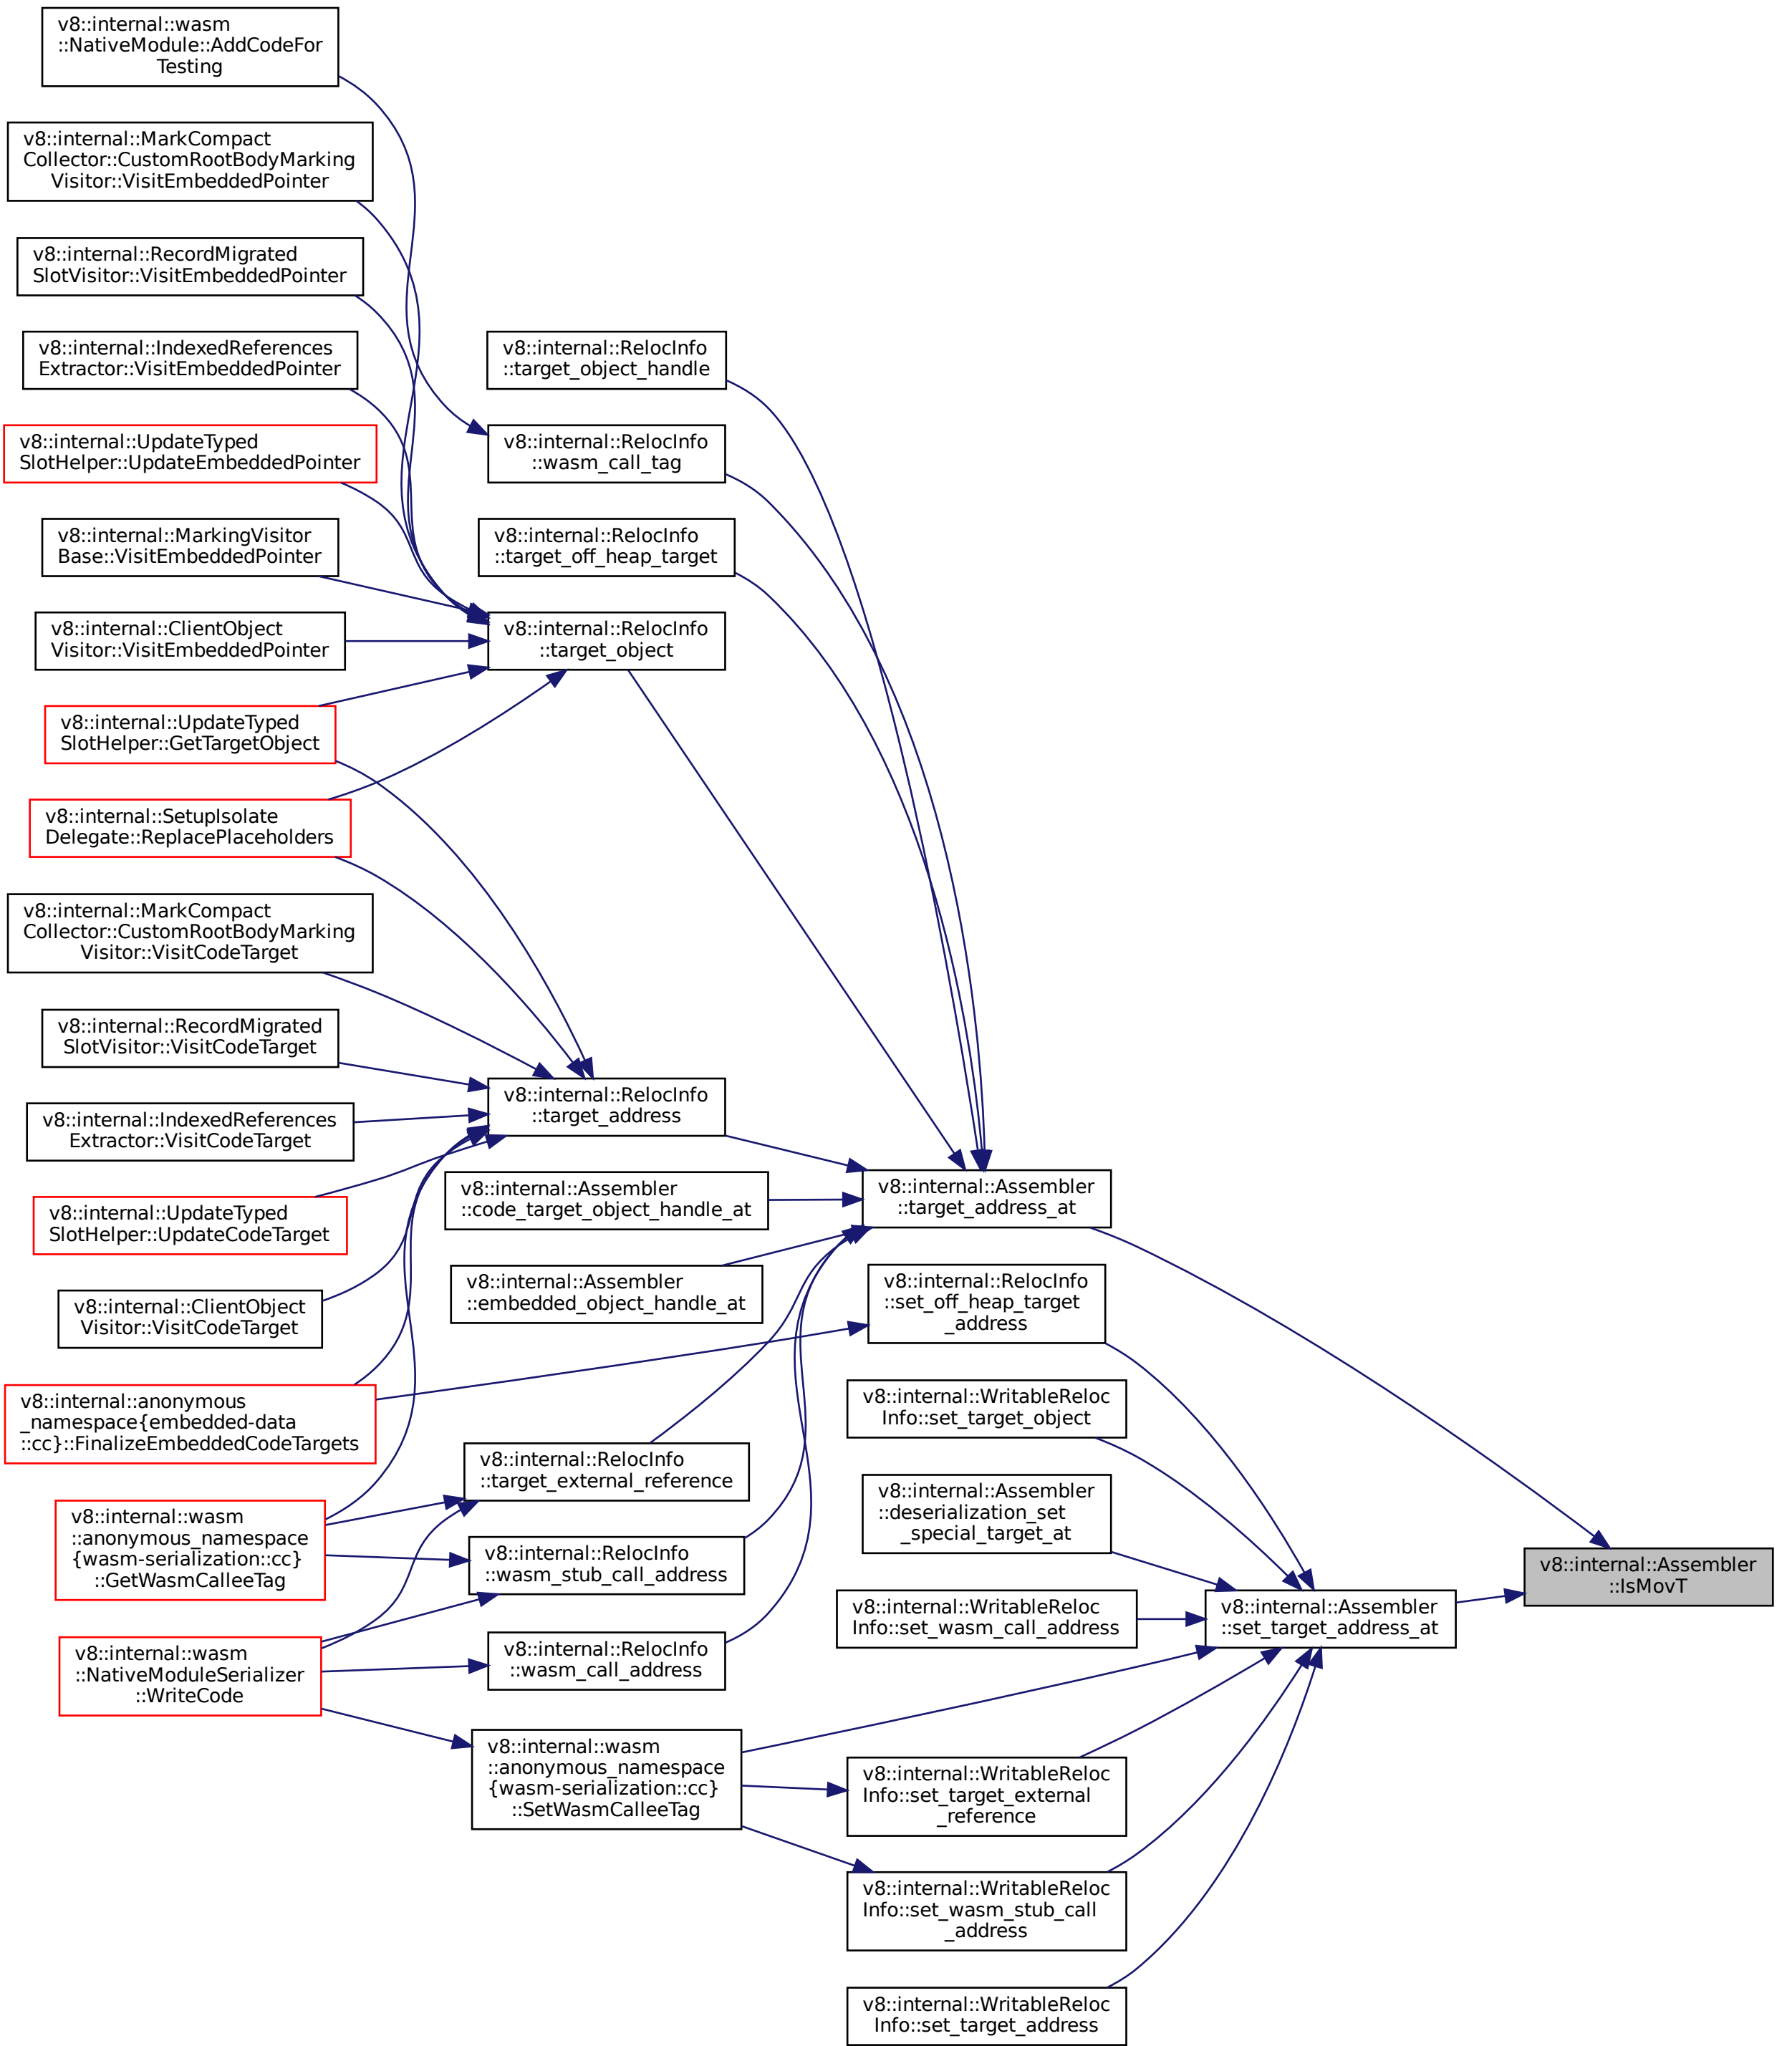 v8::internal::wasm
::NativeModule::AddCodeFor
Testing
v8::internal::MarkCompact
Collector::CustomRootBodyMarking
Visitor::VisitEmbeddedPointer
v8::internal::RecordMigrated
SlotVisitor::VisitEmbeddedPointer
v8::internal::IndexedReferences
Extractor::VisitEmbeddedPointer
v8::internal::UpdateTyped
SlotHelper::UpdateEmbeddedPointer
v8::internal::MarkingVisitor
Base::VisitEmbeddedPointer
v8::internal::ClientObject
Visitor::VisitEmbeddedPointer
v8::internal::UpdateTyped
SlotHelper::GetTargetObject
v8::internal::SetupIsolate
Delegate::ReplacePlaceholders
v8::internal::MarkCompact
Collector::CustomRootBodyMarking
Visitor::VisitCodeTarget
v8::internal::RecordMigrated
SlotVisitor::VisitCodeTarget
v8::internal::IndexedReferences
Extractor::VisitCodeTarget
v8::internal::UpdateTyped
SlotHelper::UpdateCodeTarget
v8::internal::ClientObject
Visitor::VisitCodeTarget
v8::internal::anonymous
_namespace{embedded-data
::cc}::FinalizeEmbeddedCodeTargets
v8::internal::wasm
::anonymous_namespace
{wasm-serialization::cc}
::GetWasmCalleeTag
v8::internal::wasm
::NativeModuleSerializer
::WriteCode
v8::internal::RelocInfo
::target_object_handle
v8::internal::RelocInfo
::wasm_call_tag
v8::internal::RelocInfo
::target_off_heap_target
v8::internal::RelocInfo
::target_object
v8::internal::RelocInfo
::target_address
v8::internal::Assembler
::code_target_object_handle_at
v8::internal::Assembler
::embedded_object_handle_at
v8::internal::RelocInfo
::target_external_reference
v8::internal::RelocInfo
::wasm_stub_call_address
v8::internal::RelocInfo
::wasm_call_address
v8::internal::wasm
::anonymous_namespace
{wasm-serialization::cc}
::SetWasmCalleeTag
v8::internal::Assembler
::target_address_at
v8::internal::RelocInfo
::set_off_heap_target
_address
v8::internal::WritableReloc
Info::set_target_object
v8::internal::Assembler
::deserialization_set
_special_target_at
v8::internal::WritableReloc
Info::set_wasm_call_address
v8::internal::WritableReloc
Info::set_target_external
_reference
v8::internal::WritableReloc
Info::set_wasm_stub_call
_address
v8::internal::WritableReloc
Info::set_target_address
v8::internal::Assembler
::set_target_address_at
v8::internal::Assembler
::IsMovT